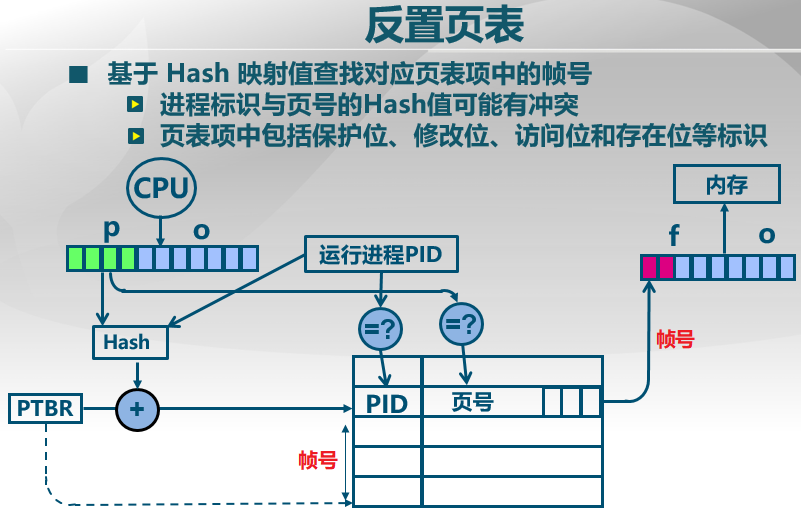 反置页表
基于 Hash 映射值查找对应页表项中的帧号
进程标识与页号的Hash值可能有冲突
页表项中包括保护位、修改位、访问位和存在位等标识
CPU
内存
p
o
f
o
运行进程PID
=?
=?
Hash
帧号
PTBR
+
PID
页号
帧号